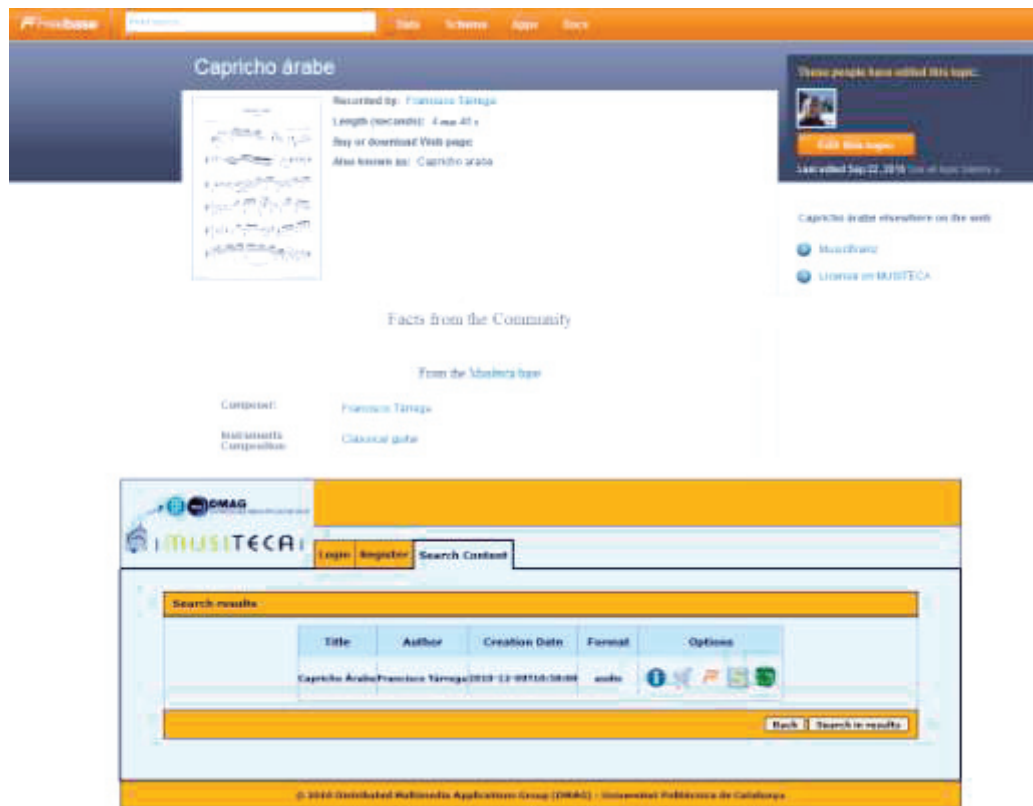 Freebase
Data Schema Apps Docs
Capricho árabe
Recorded by: Francisco Tárrega
Length (seconds):
Buy or download Web page:
Also known as: Capricho arabe
These people have edited this topic:
Edit this topic
Last edited Sep 22, 2010
Capricho árabe elsewhere on the web
MusicBrainz
License on MUSITECA
Facts from the Community
From the Musiteca base
Composer: Francisco Tárrega
Instruments Classical guitar
Composition:
DMAG
MUSITECA
Login Register Search Content
Search results
Title Author Creation Date Format Options
Capricho Árabe Francisco Tárrega audio
Back Search in results
© 2010 Distributed Multimedia Applications Group (DMAG) - Universitat Politècnica de Catalunya